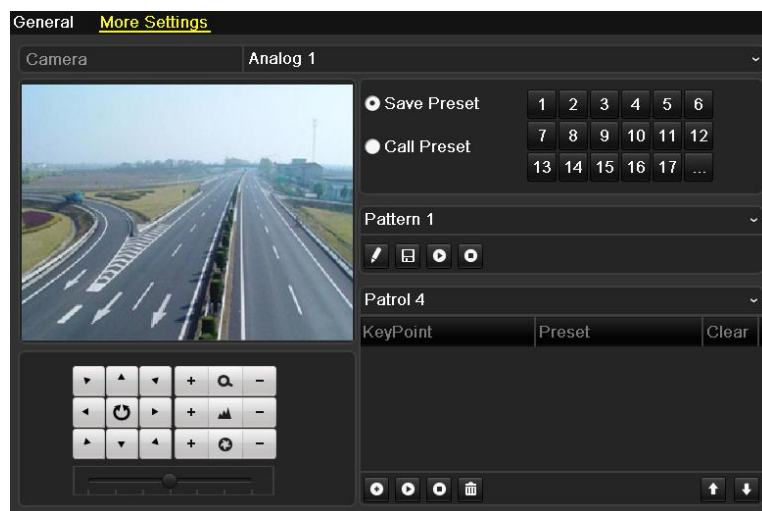 General More Settings
Camera Analog 1
Save Preset 1 2 3 4 5 6
Call Preset 7 8 9 10 11 12
13 14 15 16 17 ...
Pattern 1
Patrol 4
KeyPoint Preset Clear